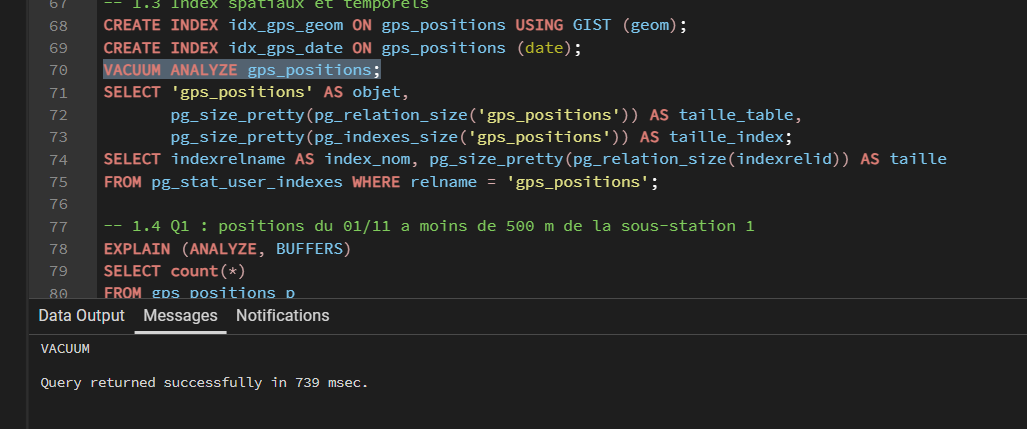 67 -- 1.3 Index spatiaux et temporels
68 CREATE INDEX idx_gps_geom ON gps_positions USING GIST (geom);
69 CREATE INDEX idx_gps_date ON gps_positions (date);
70 VACUUM ANALYZE gps_positions;
71 SELECT 'gps_positions' AS objet,
72 pg_size_pretty(pg_relation_size('gps_positions')) AS taille_table,
73 pg_size_pretty(pg_indexes_size('gps_positions')) AS taille_index;
74 SELECT indexrelname AS index_nom, pg_size_pretty(pg_relation_size(indexrelid)) AS taille
75 FROM pg_stat_user_indexes WHERE relname = 'gps_positions';
76
77 -- 1.4 Q1 : positions du 01/11 a moins de 500 m de la sous-station 1
78 EXPLAIN (ANALYZE, BUFFERS)
79 SELECT count(*)
80 FROM gps_positions p
Data Output Messages Notifications
VACUUM
Query returned successfully in 739 msec.